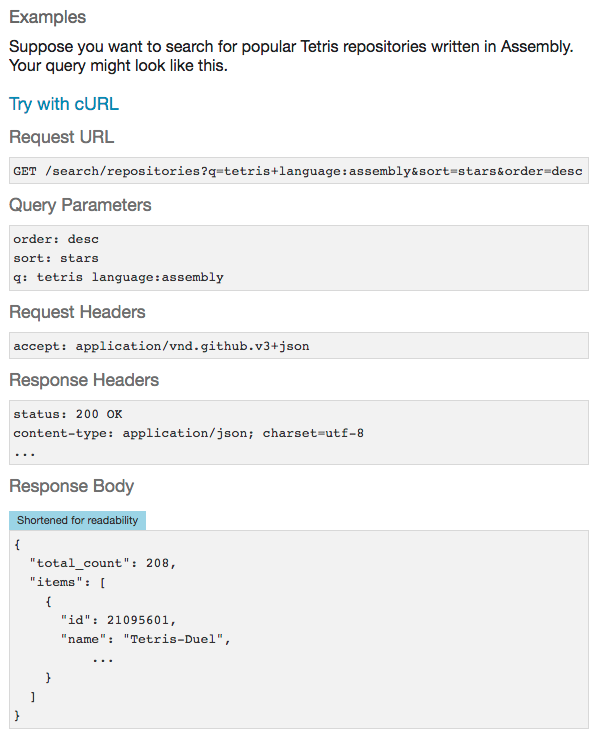 Examples
Suppose you want to search for popular Tetris repositories written in Assembly.
Your query might look like this.
Try with cURL
Request URL
GET /search/repositories?q=tetris+language:assembly&sort=stars&order=desc
Query Parameters
order: desc
sort: stars
q: tetris language:assembly
Request Headers
accept: application/vnd.github.v3+json
Response Headers
status: 200 OK
content-type: application/json; charset=utf-8
...
Response Body
Shortened for readability
{
  "total_count": 208,
  "items": [
    {
      "id": 21095601,
      "name": "Tetris-Duel",
          ...
    }
  ]
}